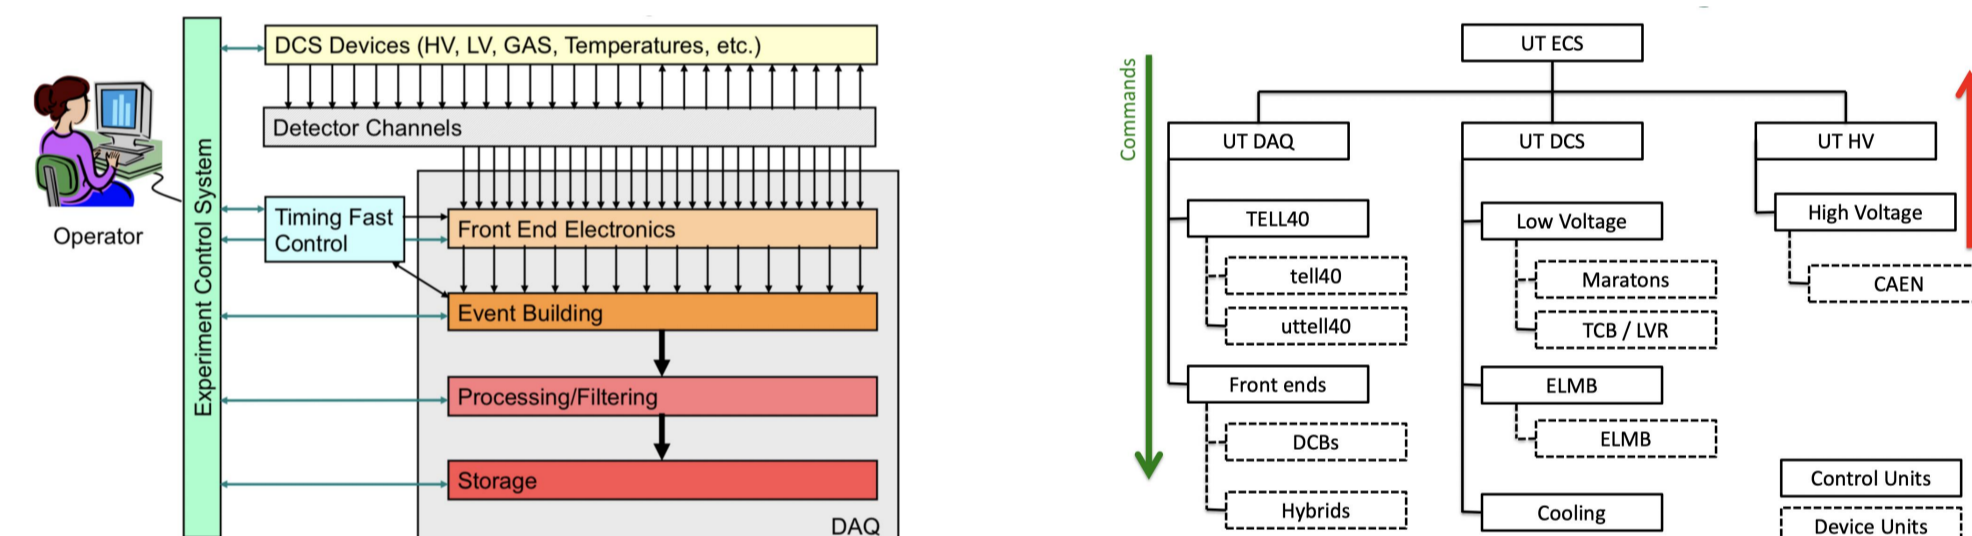 DCS Devices (HV, LV, GAS, Temperatures, etc.)
Detector Channels
Operator
Experiment Control System
Timing Fast
Control
Front End Electronics
Event Building
Processing/Filtering
Storage
DAQ
Commands
UT ECS
UT DAQ
UT DCS
UT HV
TELL40
tell40
uttell40
Front ends
DCBs
Hybrids
Low Voltage
Maratons
TCB / LVR
ELMB
ELMB
Cooling
High Voltage
CAEN
Control Units
Device Units